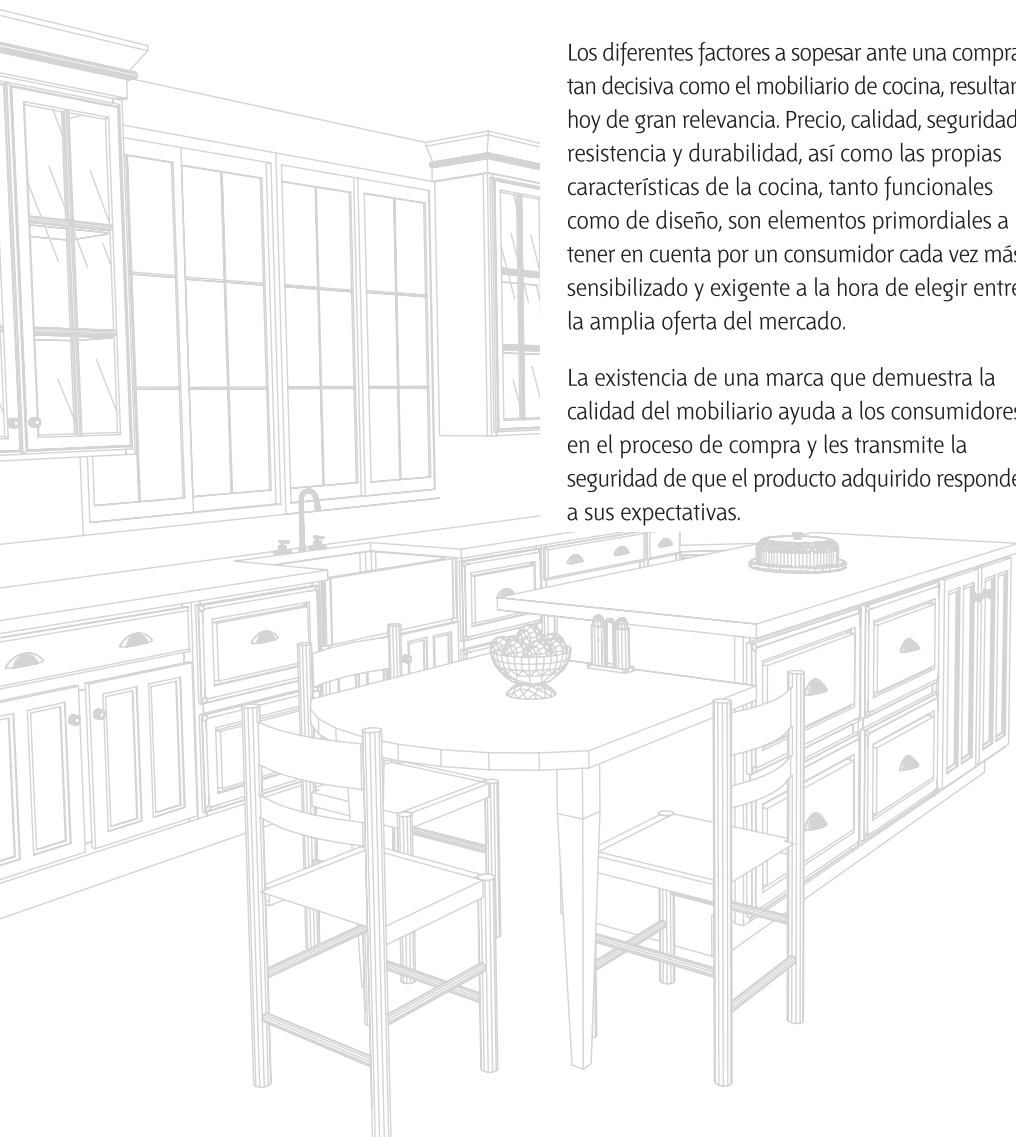 Los diferentes factores a sopesar ante una compra
tan decisiva como el mobiliario de cocina, resultan
hoy de gran relevancia. Precio, calidad, seguridad
resistencia y durabilidad, así como las propias
características de la cocina, tanto funcionales
como de diseño, son elementos primordiales a
tener en cuenta por un consumidor cada vez más
sensibilizado y exigente a la hora de elegir entre
la amplia oferta del mercado.
La existencia de una marca que demuestra la
calidad del mobiliario ayuda a los consumidores
en el proceso de compra y les transmite la
seguridad de que el producto adquirido responde
a sus expectativas.